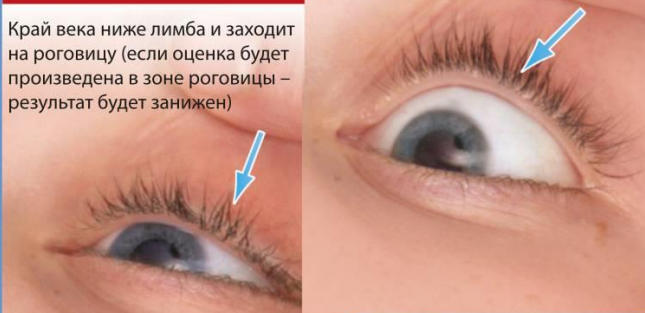 Край века ниже лимба и заходит
на роговицу (если оценка будет
произведена в зоне роговицы –
результат будет занижен)